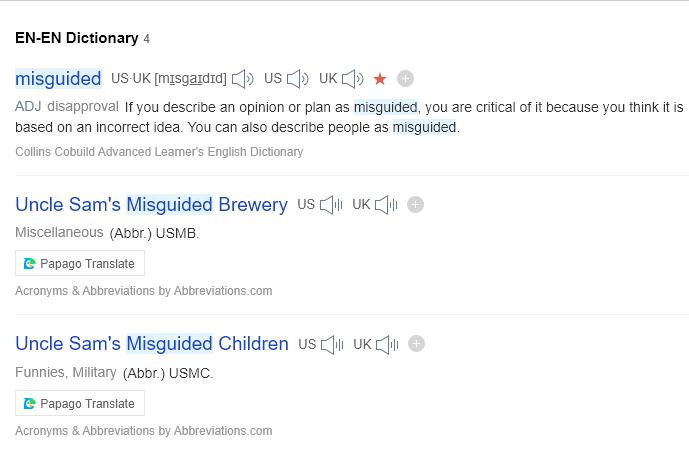 EN-EN Dictionary 4
misguided US·UK [mɪsgaɪdɪd] US UK
ADJ disapproval If you describe an opinion or plan as misguided, you are critical of it because you think it is
based on an incorrect idea. You can also describe people as misguided.
Collins Cobuild Advanced Learner's English Dictionary
Uncle Sam's Misguided Brewery US UK
Miscellaneous (Abbr.) USMB.
Papago Translate
Acronyms & Abbreviations by Abbreviations.com
Uncle Sam's Misguided Children US UK
Funnies, Military (Abbr.) USMC.
Papago Translate
Acronyms & Abbreviations by Abbreviations.com